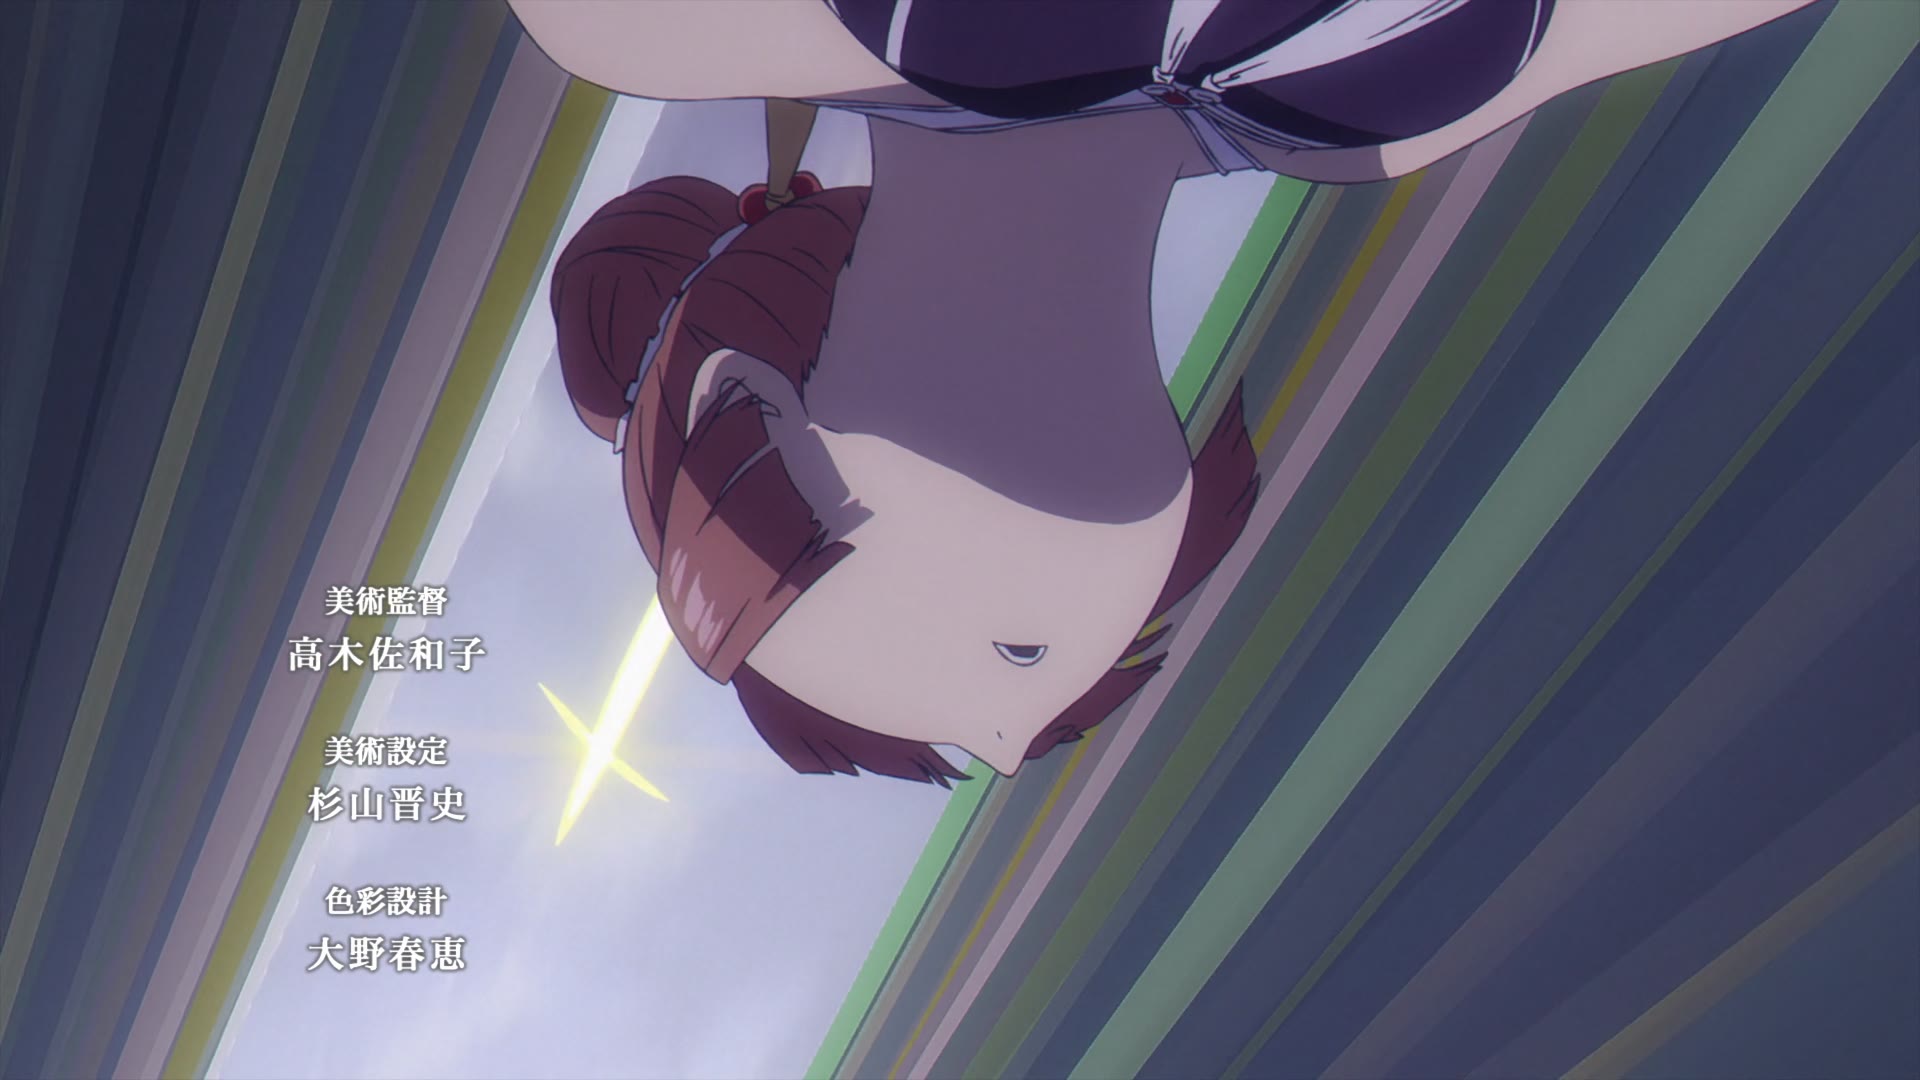 美術監督
高木佐和子
美術設定
杉山晋史
色彩設計
大野春恵